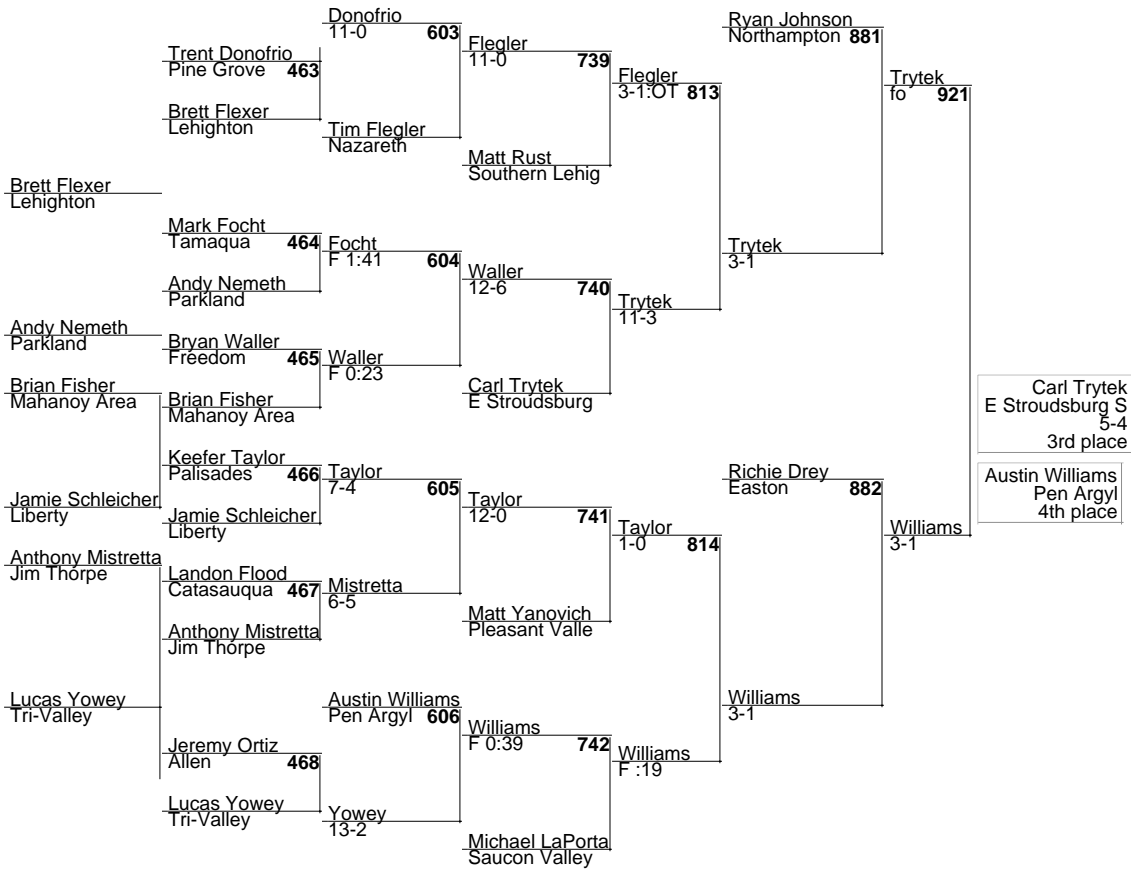 Brett Flexer
Lehighton
Andy Nemeth
Parkland
Brian Fisher
Mahanoy Area
Jamie Schleicher
Liberty
Anthony Mistretta
Jim Thorpe
Lucas Yowey
Tri-Valley
Trent Donofrio
Pine Grove 463
Brett Flexer
Lehighton
Mark Focht
Tamaqua 464
Andy Nemeth
Parkland
Bryan Waller
Freedom 465
Brian Fisher
Mahanoy Area
Keefer Taylor
Palisades 466
Jamie Schleicher
Liberty
Landon Flood
Catasauqua 467
Anthony Mistretta
Jim Thorpe
Jeremy Ortiz
Allen 468
Lucas Yowey
Tri-Valley
Donofrio
11-0 603
Tim Flegler
Nazareth
Focht
F 1:41 604
Waller
F 0:23
Taylor
7-4 605
Mistretta
6-5
Austin Williams
Pen Argyl 606
Yowey
13-2
Flegler
11-0 739
Matt Rust
Southern Lehig
Waller
12-6 740
Carl Trytek
E Stroudsburg
Taylor
12-0 741
Matt Yanovich
Pleasant Valle
Williams
F 0:39 742
Michael LaPorta
Saucon Valley
Flegler
3-1:OT 813
Trytek
11-3
Taylor
1-0 814
Williams
F :19
Ryan Johnson
Northampton 881
Trytek
3-1
Richie Drey
Easton 882
Williams
3-1
Trytek
fo 921
Williams
3-1
Carl Trytek
E Stroudsburg S
5-4
3rd place
Austin Williams
Pen Argyl
4th place